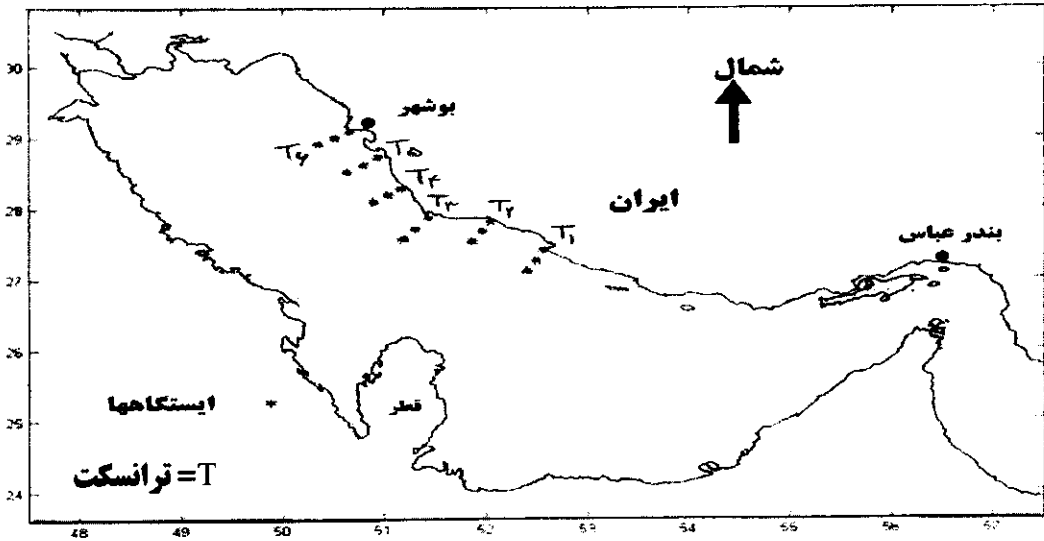 شمال
بوشهر
ایران
بندر عباس
قطر
ایستگاهها *
T= ترانسکت
T۶
T۵
T۴
T۳
T۲
T۱
30
29
28
27
26
25
24
48
49
50
51
52
53
54
55
56
57